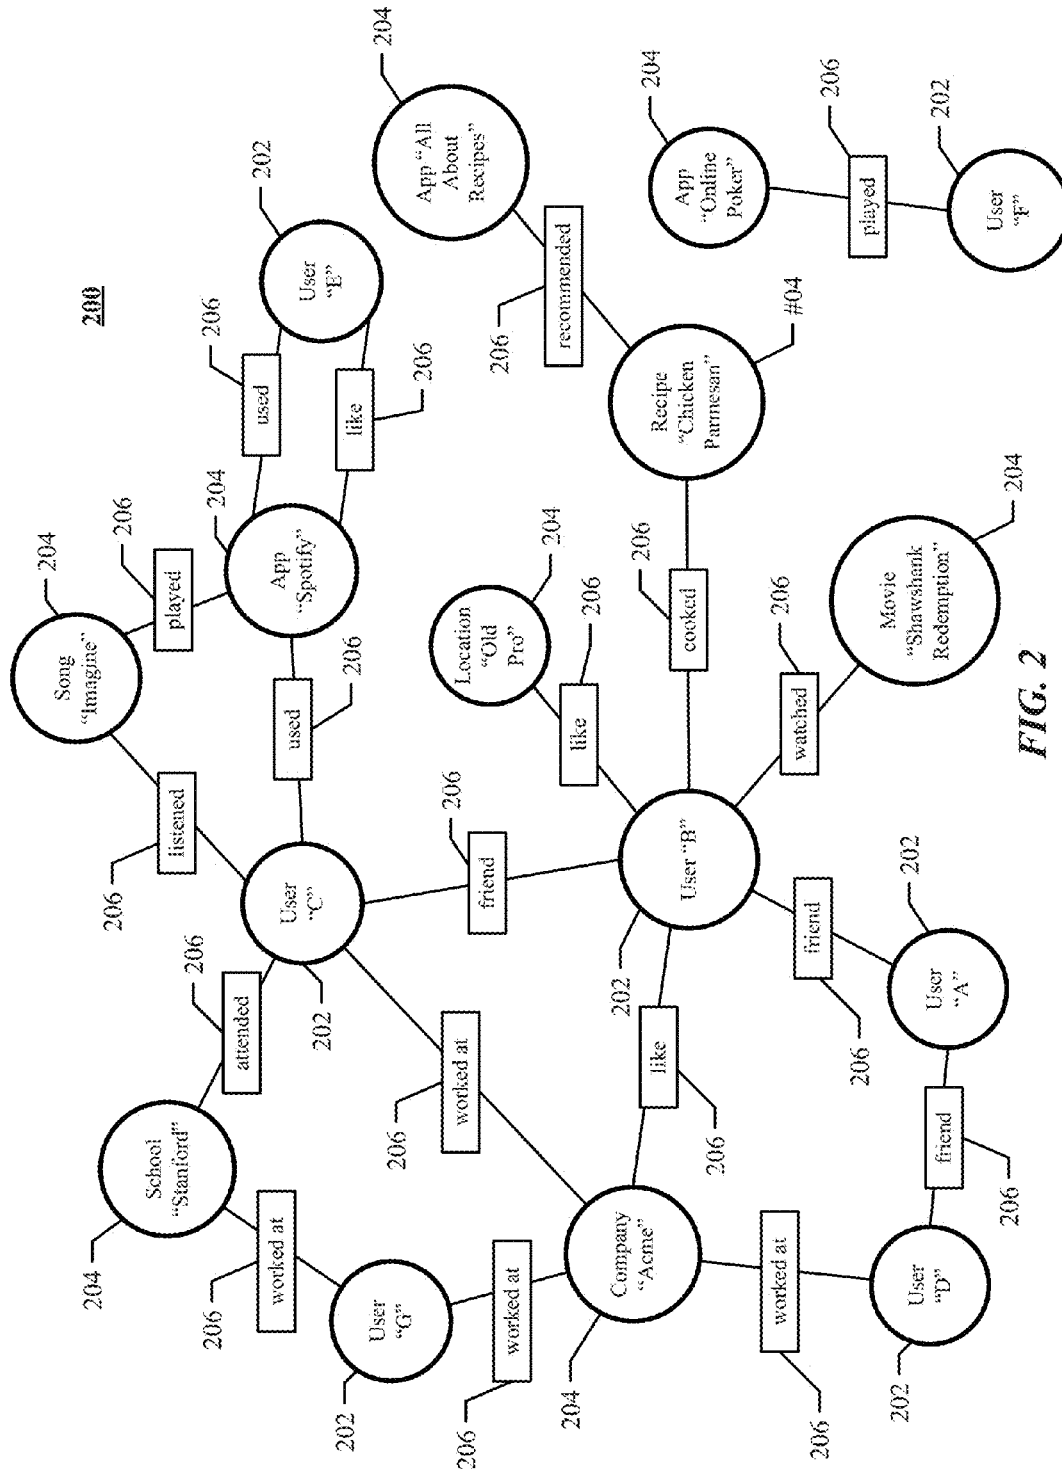 204
Song
“Imagine”
200
204
206
206
206
206
202
School
“Stanford”
listened
played
204
206
206
attended
206
used
worked at
User
“C”
used
App
“Spotify”
User
“E”
202
202
206
like
206
204
User
“G”
206
206
206
App “All
About
Recipes”
206
worked at
worked at
friend
Location
“Old
Pro”
206
204
204
like
206
recommended
Company
“Acme”
like
202
206
206
204
206
User “B”
cooked
Recipe
“Chicken
Parmesan”
App
“Online
Poker”
worked at
206
friend
watched
206
#04
206
206
played
202
User
“D”
friend
User
“A”
202
Movie
“Shawshank
Redemption”
202
206
204
User
“F”
FIG. 2